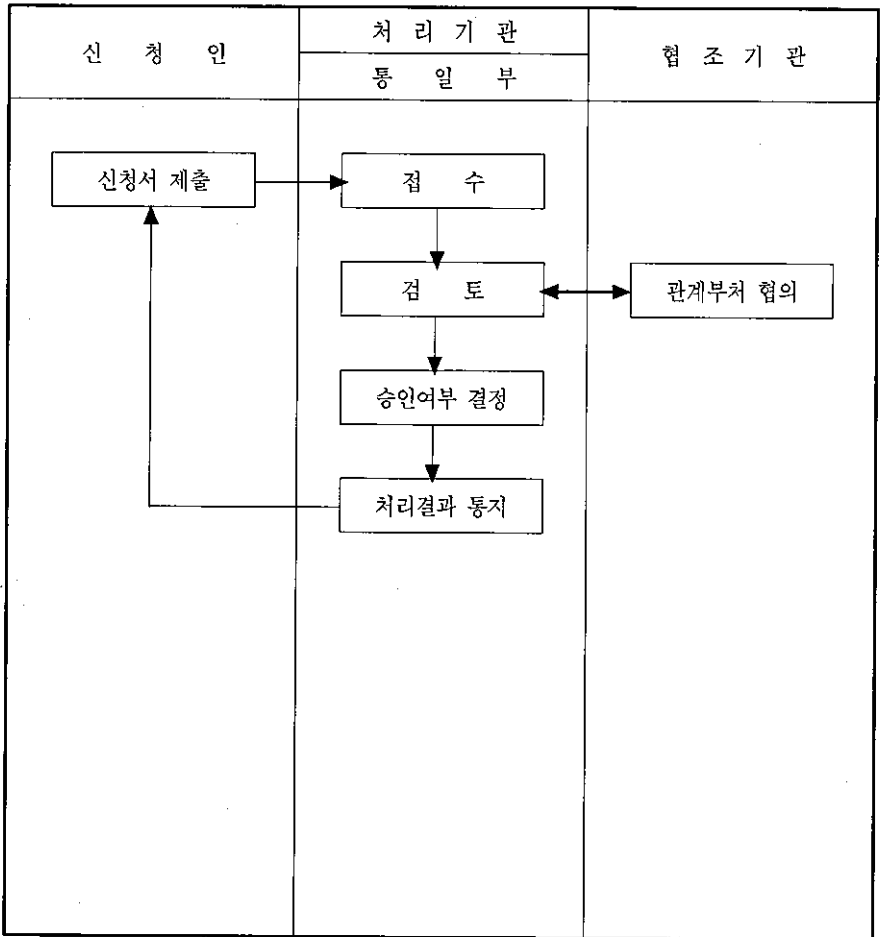 신 청 인
처 리 기 관
통 일 부
협 조 기 관
신청서 제출
접 수
검 토
관계부처 협의
승인여부 결정
처리결과 통지